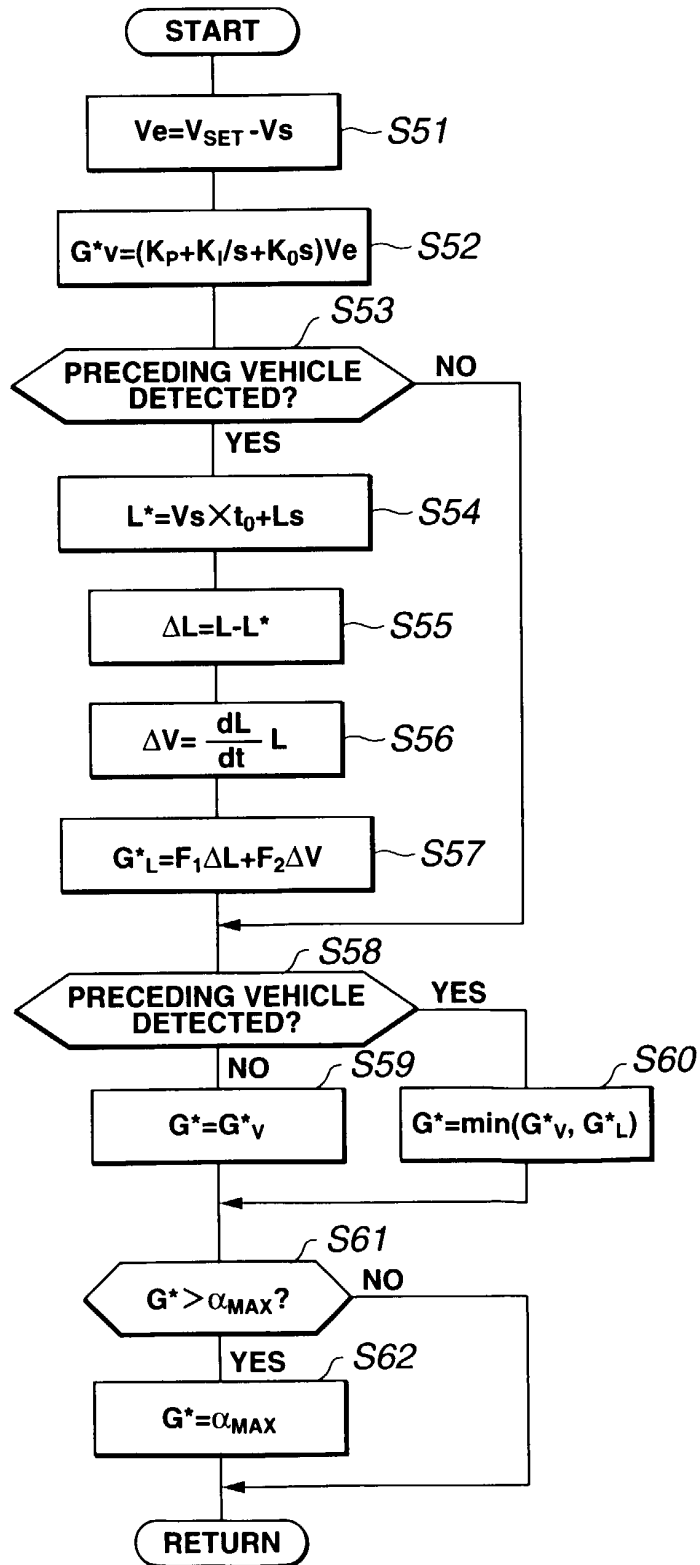 START
Ve=V_SET -Vs
S51
G*v=(K_P+K_I/s+K_0s)Ve
S52
S53
PRECEDING VEHICLE
DETECTED?
NO
YES
L*=Vs×t_0+Ls
S54
ΔL=L-L*
S55
ΔV= dL/dt L
S56
G*_L=F_1ΔL+F_2ΔV
S57
S58
PRECEDING VEHICLE
DETECTED?
YES
NO
S59
S60
G*=G*_V
G*=min(G*_V, G*_L)
S61
G*>α_MAX?
NO
YES
S62
G*=α_MAX
RETURN